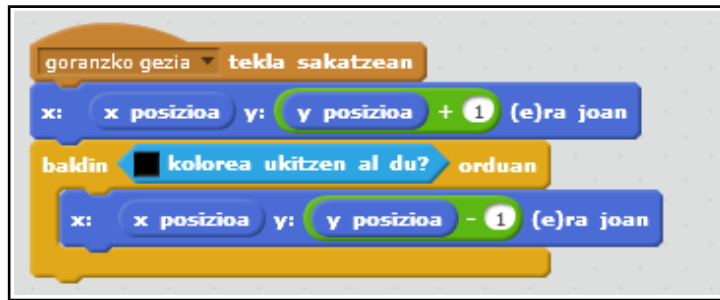 goranzko gezia tekla sakatzean
x: x posizioa y: y posizioa + 1 (e)ra joan
baldin kolorea ukitzen al du? orduan
x: x posizioa y: y posizioa - 1 (e)ra joan